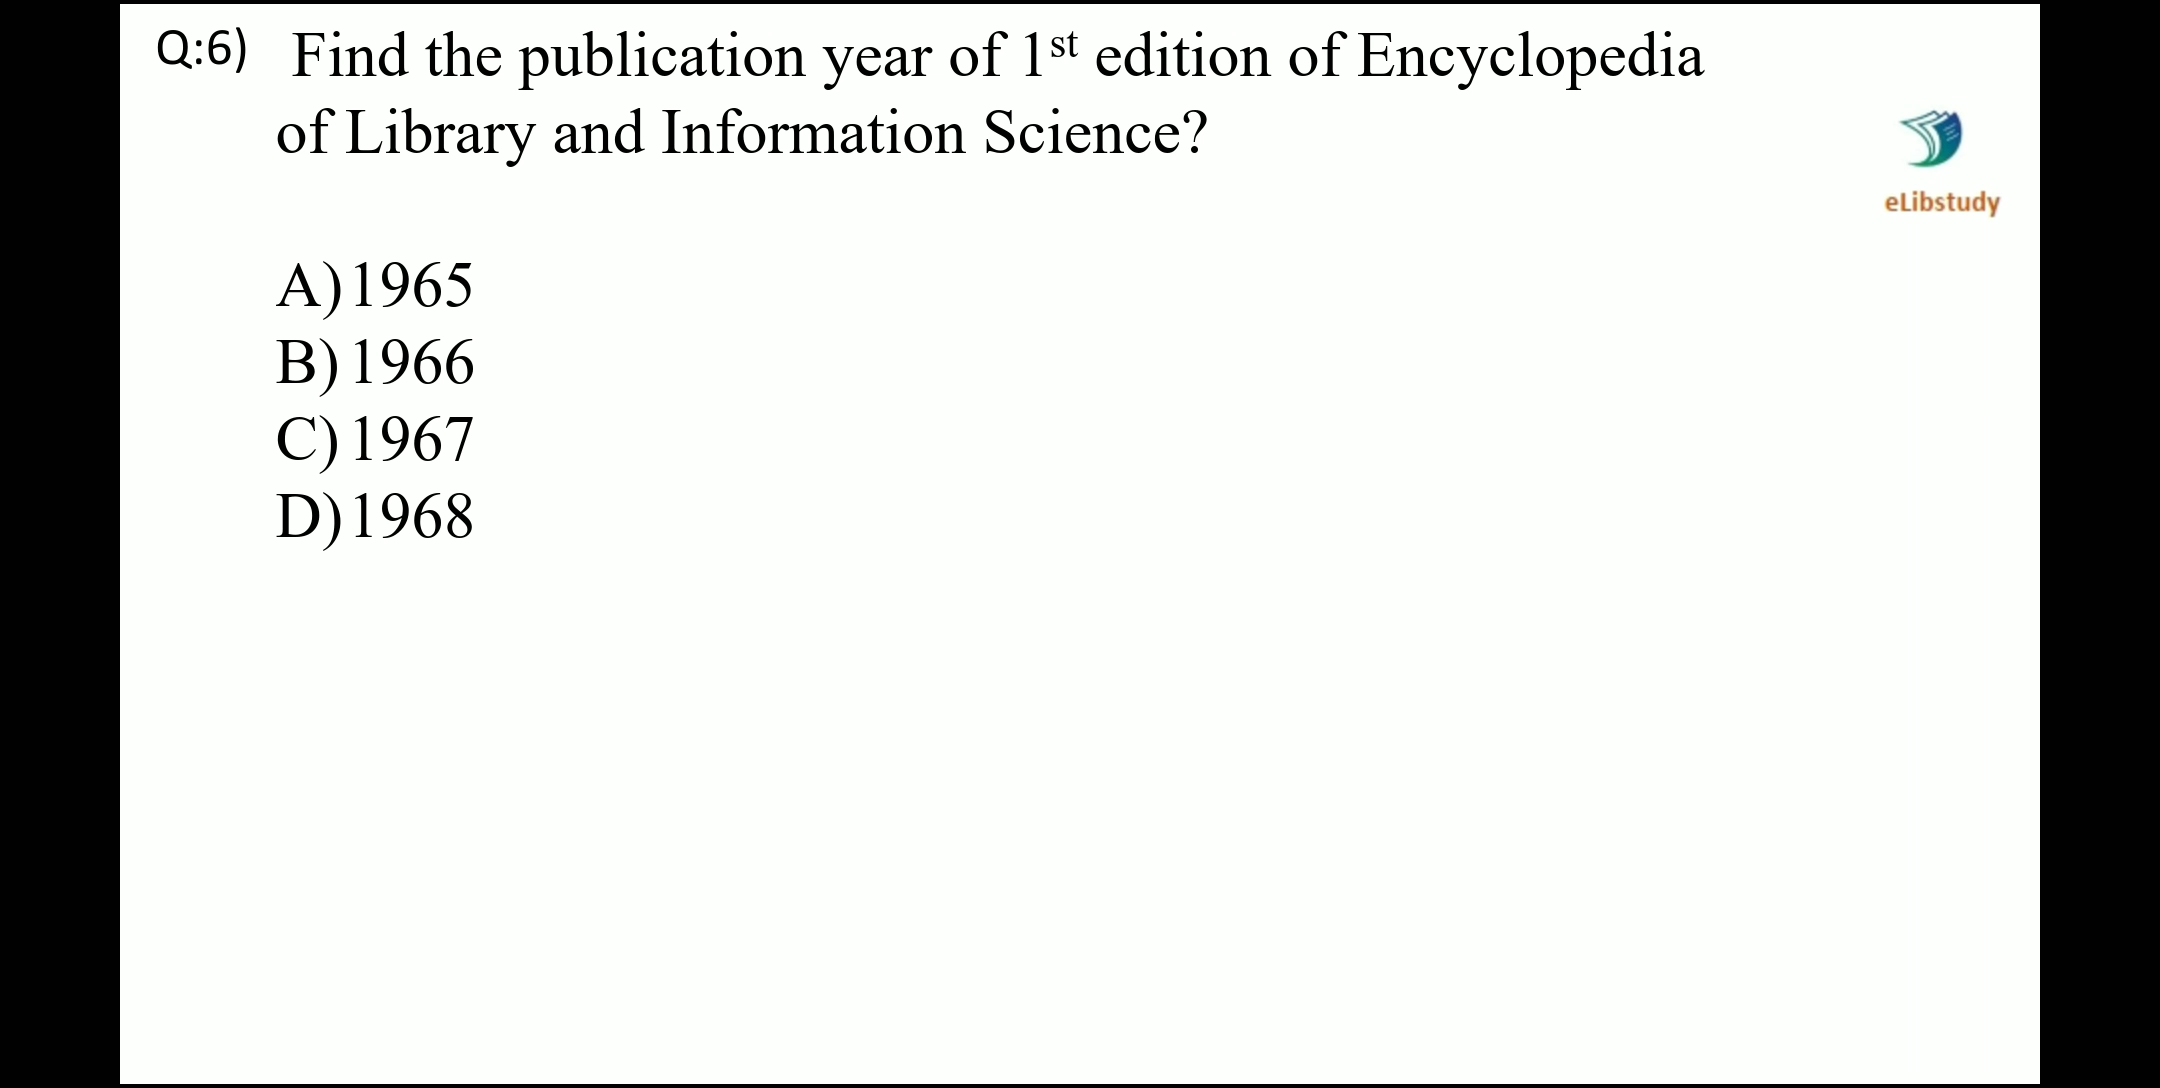 Q:6) Find the publication year of 1st edition of Encyclopedia
of Library and Information Science?
eLibstudy
A)1965
B)1966
C)1967
D)1968